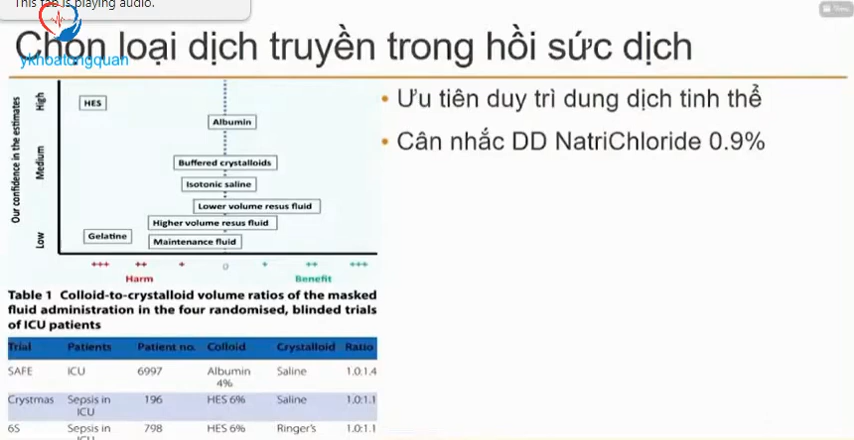 This tab is playing audio.
View
Chọn loại dịch truyền trong hồi sức dịch
ykhoatongquan
Our confidence in the estimates
High
Medium
Low
HES
Albumin
Buffered crystalloids
Isotonic saline
Lower volume resus fluid
Higher volume resus fluid
Gelatine
Maintenance fluid
+++ ++ + 0 + ++ +++
Harm Benefit
• Ưu tiên duy trì dung dịch tinh thể
• Cân nhắc DD NatriChloride 0.9%
Table 1 Colloid-to-crystalloid volume ratios of the masked
fluid administration in the four randomised, blinded trials
of ICU patients
Trial Patients Patient no. Colloid Crystalloid Ratio
SAFE ICU 6997 Albumin 4% Saline 1.0:1.4
Crystmas Sepsis in ICU 196 HES 6% Saline 1.0:1.1
6S Sepsis in ICU 798 HES 6% Ringer's 1.0:1.1